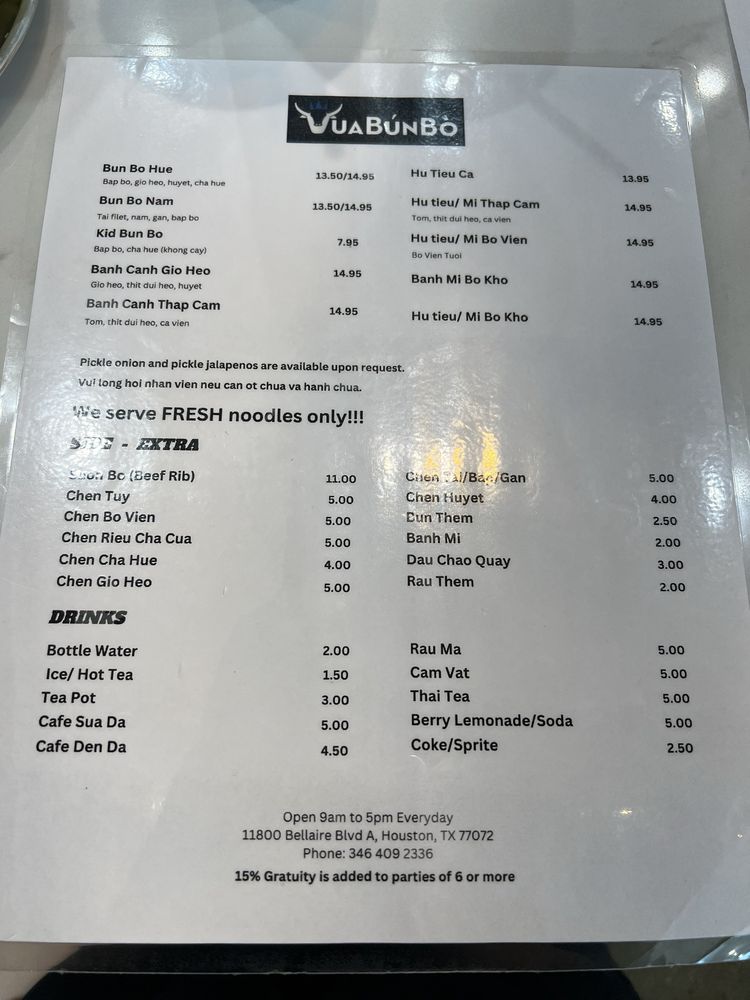 VUABÚNBÒ
Bun Bo Hue 13.50/14.95
Bap bo, gio heo, huyet, cha hue
Bun Bo Nam 13.50/14.95
Tai filet, nam, gan, bap bo
Kid Bun Bo 7.95
Bap bo, cha hue (khong cay)
Banh Canh Gio Heo 14.95
Gio heo, thit dui heo, huyet
Banh Canh Thap Cam 14.95
Tom, thit dui heo, ca vien
Hu Tieu Ca 13.95
Hu tieu/ Mi Thap Cam 14.95
Tom, thit dui heo, ca vien
Hu tieu/ Mi Bo Vien 14.95
Bo Vien Tuoi
Banh Mi Bo Kho 14.95
Hu tieu/ Mi Bo Kho 14.95
Pickle onion and pickle jalapenos are available upon request.
Vui long hoi nhan vien neu can ot chua va hanh chua.
We serve FRESH noodles only!!!
SIDE - EXTRA
Suon Bo (Beef Rib) 11.00
Chen Tuy 5.00
Chen Bo Vien 5.00
Chen Rieu Cha Cua 5.00
Chen Cha Hue 4.00
Chen Gio Heo 5.00
Chen Tai/Bap/Gan 5.00
Chen Huyet 4.00
Bun Them 2.50
Banh Mi 2.00
Dau Chao Quay 3.00
Rau Them 2.00
DRINKS
Bottle Water 2.00
Ice/ Hot Tea 1.50
Tea Pot 3.00
Cafe Sua Da 5.00
Cafe Den Da 4.50
Rau Ma 5.00
Cam Vat 5.00
Thai Tea 5.00
Berry Lemonade/Soda 5.00
Coke/Sprite 2.50
Open 9am to 5pm Everyday
11800 Bellaire Blvd A, Houston, TX 77072
Phone: 346 409 2336
15% Gratuity is added to parties of 6 or more